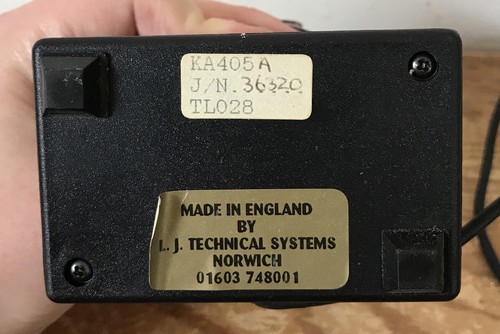 KA405A
J/N. 36320
TL028
MADE IN ENGLAND
BY
L. J. TECHNICAL SYSTEMS
NORWICH
01603 748001